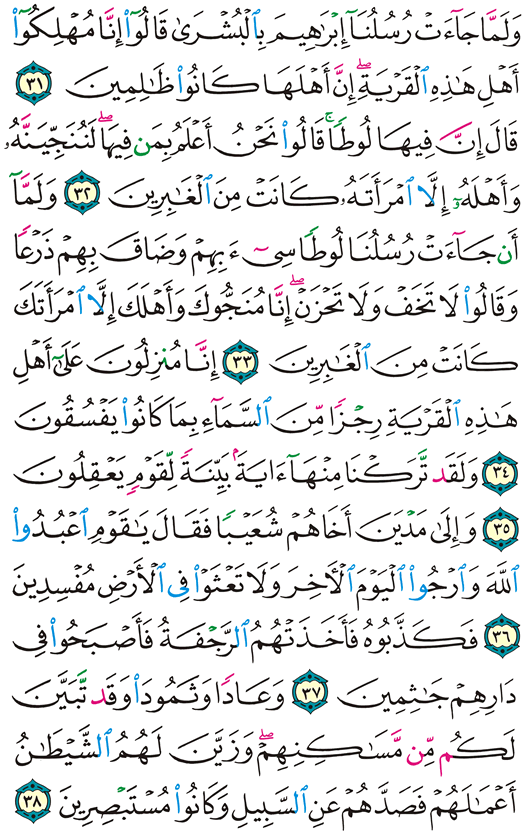 وَلَمَّا جَآءَتْ رُسُلُنَآ إِبْرَٰهِيمَ بِٱلْبُشْرَىٰ قَالُوٓا۟ إِنَّا مُهْلِكُوٓا۟
أَهْلِ هَٰذِهِ ٱلْقَرْيَةِ ۖ إِنَّ أَهْلَهَا كَانُوا۟ ظَٰلِمِينَ ٣١
قَالَ إِنَّ فِيهَا لُوطًا ۚ قَالُوا۟ نَحْنُ أَعْلَمُ بِمَن فِيهَا ۖ لَنُنَجِّيَنَّهُۥ
وَأَهْلَهُۥٓ إِلَّا ٱمْرَأَتَهُۥ كَانَتْ مِنَ ٱلْغَٰبِرِينَ ٣٢ وَلَمَّآ
أَن جَآءَتْ رُسُلُنَا لُوطًا سِىٓءَ بِهِمْ وَضَاقَ بِهِمْ ذَرْعًا
وَقَالُوا۟ لَا تَخَفْ وَلَا تَحْزَنْ ۖ إِنَّا مُنَجُّوكَ وَأَهْلَكَ إِلَّا ٱمْرَأَتَكَ
كَانَتْ مِنَ ٱلْغَٰبِرِينَ ٣٣ إِنَّا مُنزِلُونَ عَلَىٰٓ أَهْلِ
هَٰذِهِ ٱلْقَرْيَةِ رِجْزًا مِّنَ ٱلسَّمَآءِ بِمَا كَانُوا۟ يَفْسُقُونَ
٣٤ وَلَقَد تَّرَكْنَا مِنْهَآ ءَايَةًۢ بَيِّنَةً لِّقَوْمٍ يَعْقِلُونَ
٣٥ وَإِلَىٰ مَدْيَنَ أَخَاهُمْ شُعَيْبًا فَقَالَ يَٰقَوْمِ ٱعْبُدُوا۟
ٱللَّهَ وَٱرْجُوا۟ ٱلْيَوْمَ ٱلْأَخِرَ وَلَا تَعْثَوْا۟ فِى ٱلْأَرْضِ مُفْسِدِينَ
٣٦ فَكَذَّبُوهُ فَأَخَذَتْهُمُ ٱلرَّجْفَةُ فَأَصْبَحُوا۟ فِى
دَارِهِمْ جَٰثِمِينَ ٣٧ وَعَادًا وَثَمُودَا۟ وَقَد تَّبَيَّنَ
لَكُم مِّن مَّسَٰكِنِهِمْ ۖ وَزَيَّنَ لَهُمُ ٱلشَّيْطَٰنُ
أَعْمَٰلَهُمْ فَصَدَّهُمْ عَنِ ٱلسَّبِيلِ وَكَانُوا۟ مُسْتَبْصِرِينَ ٣٨